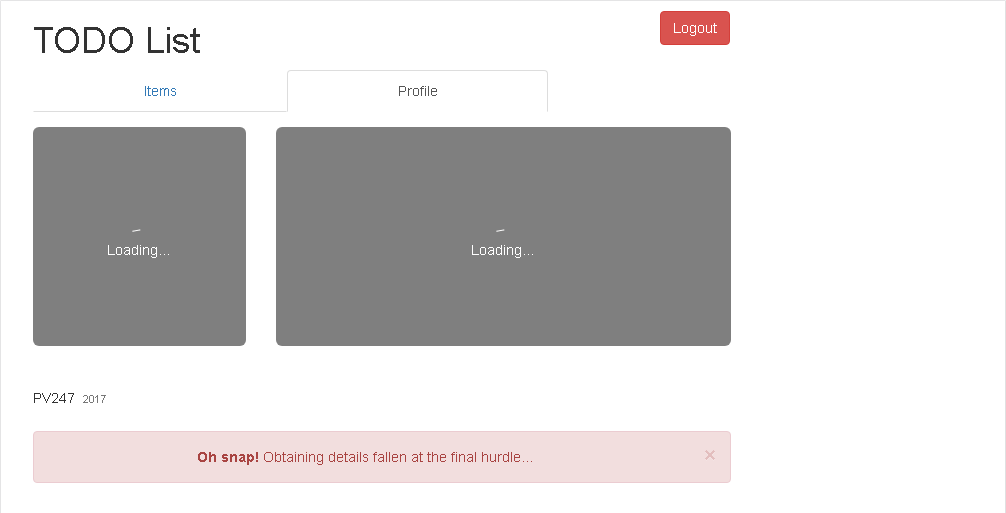 TODO List
Logout
Items
Profile
Loading...
Loading...
PV247 2017
Oh snap! Obtaining details fallen at the final hurdle...
×